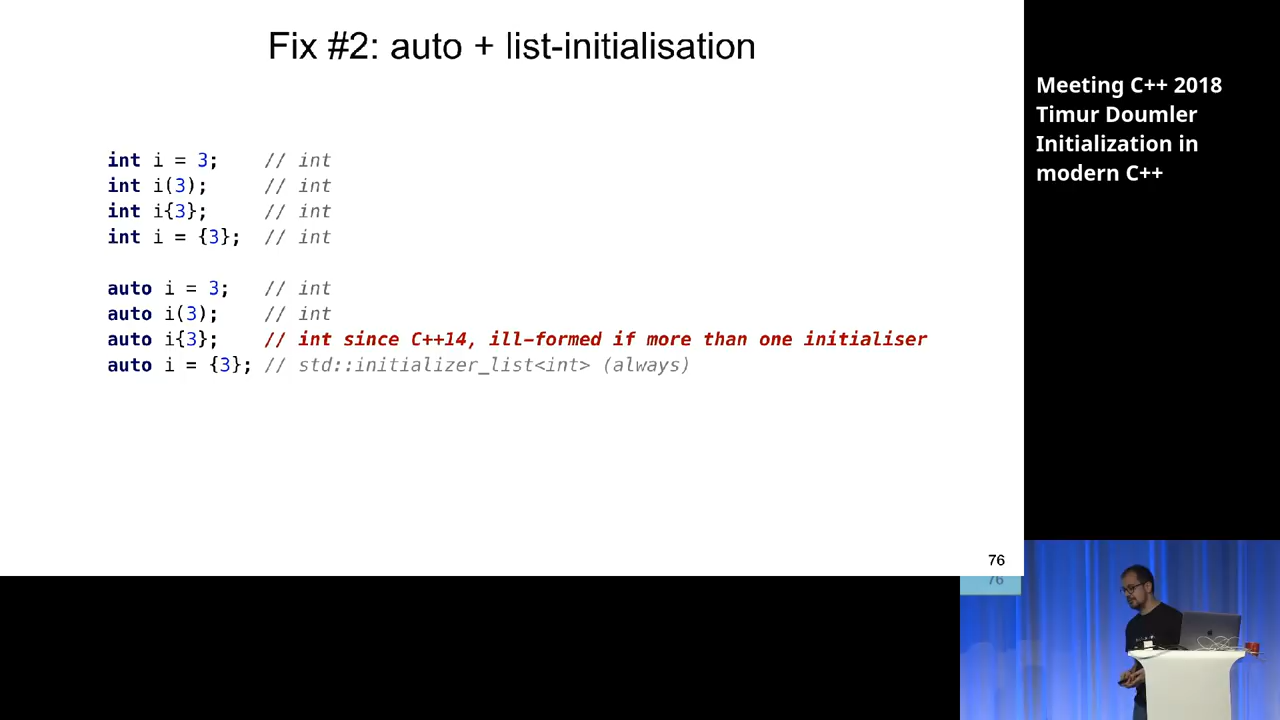 Fix #2: auto + list-initialisation
int i = 3; // int
int i(3); // int
int i{3}; // int
int i = {3}; // int
auto i = 3; // int
auto i(3); // int
auto i{3}; // int since C++14, ill-formed if more than one initialiser
auto i = {3}; // std::initializer_list<int> (always)
76
76
Meeting C++ 2018
Timur Doumler
Initialization in
modern C++